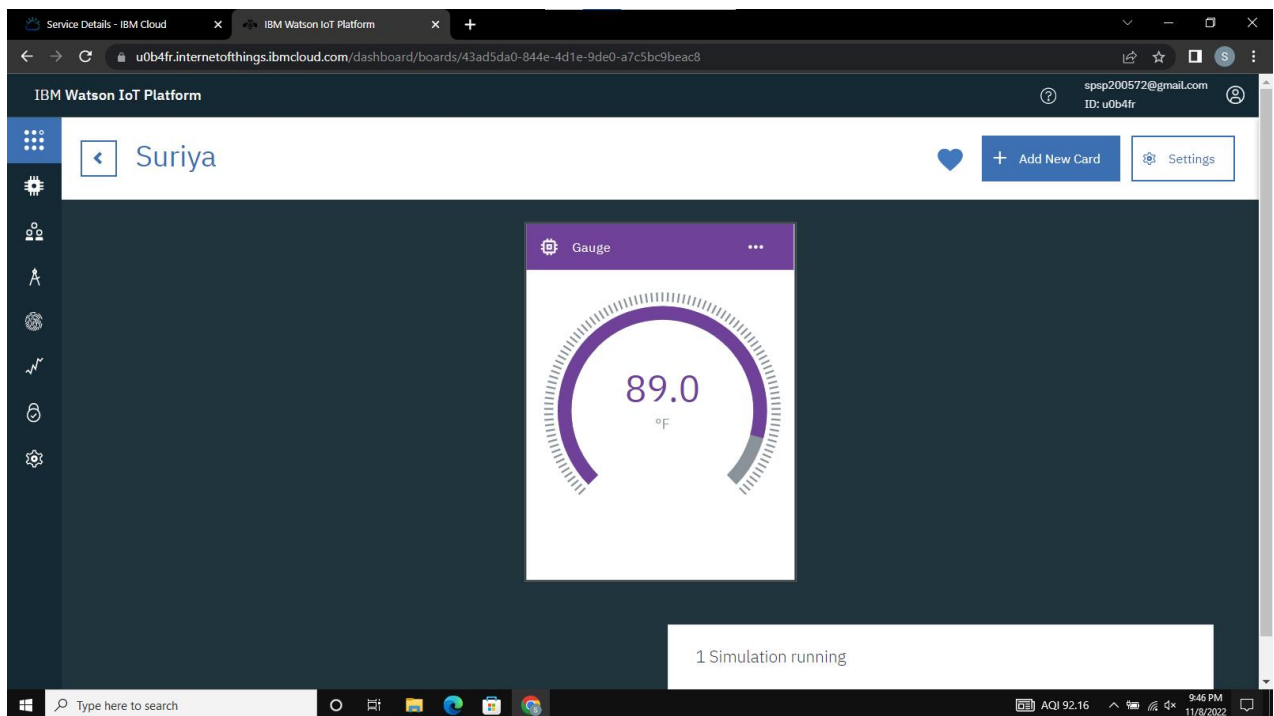 Service Details - IBM Cloud
IBM Watson IoT Platform
u0b4fr.internetofthings.ibmcloud.com/dashboard/boards/43ad5da0-844e-4d1e-9de0-a7c5bc9beac8
S
IBM Watson IoT Platform
spsp200572@gmail.com
ID: u0b4fr
Suriya
+ Add New Card
Settings
Gauge
89.0
°F
1 Simulation running
Type here to search
AQI 92.16
9:46 PM
11/8/2022